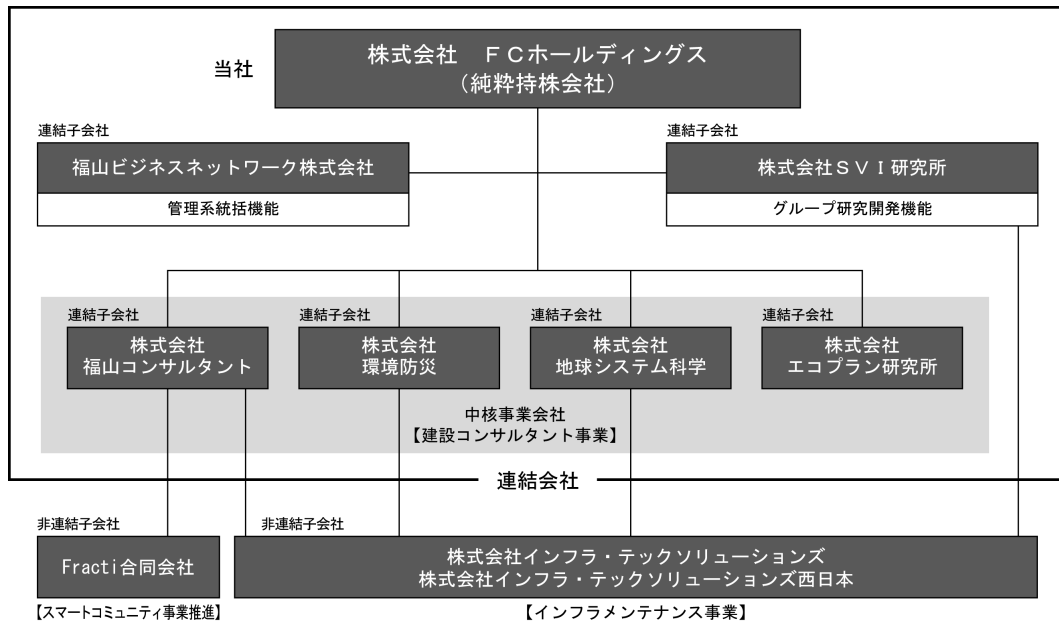 当社
株式会社　ＦＣホールディングス
（純粋持株会社）
連結子会社
福山ビジネスネットワーク株式会社
管理系統括機能
連結子会社
株式会社ＳＶＩ研究所
グループ研究開発機能
連結子会社
株式会社
福山コンサルタント
連結子会社
株式会社
環境防災
連結子会社
株式会社
地球システム科学
連結子会社
株式会社
エコプラン研究所
中核事業会社
【建設コンサルタント事業】
連結会社
非連結子会社
Fracti合同会社
【スマートコミュニティ事業推進】
非連結子会社
株式会社インフラ・テックソリューションズ
株式会社インフラ・テックソリューションズ西日本
【インフラメンテナンス事業】